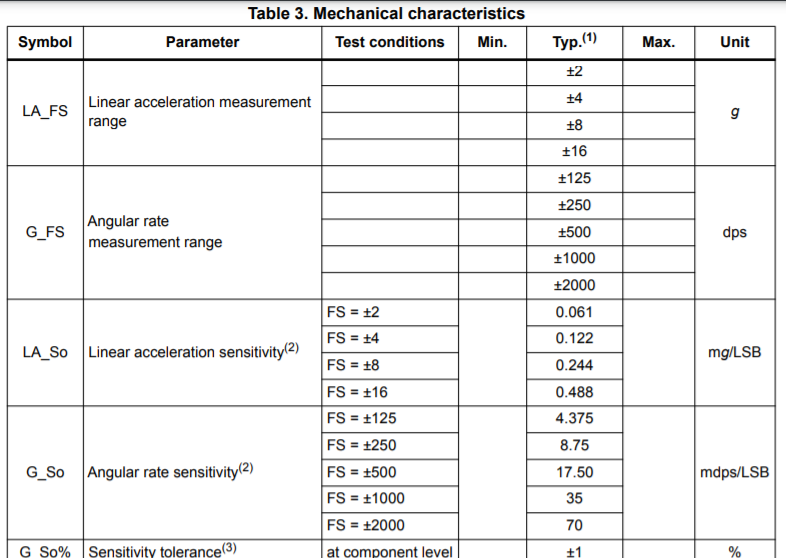 Table 3. Mechanical characteristics
Symbol Parameter Test conditions Min. Typ.(1) Max. Unit
LA_FS Linear acceleration measurement range ±2 g
±4
±8
±16
G_FS Angular rate measurement range ±125 dps
±250
±500
±1000
±2000
LA_So Linear acceleration sensitivity(2) FS = ±2 0.061 mg/LSB
FS = ±4 0.122
FS = ±8 0.244
FS = ±16 0.488
G_So Angular rate sensitivity(2) FS = ±125 4.375 mdps/LSB
FS = ±250 8.75
FS = ±500 17.50
FS = ±1000 35
FS = ±2000 70
G_So% Sensitivity tolerance(3) at component level ±1 %